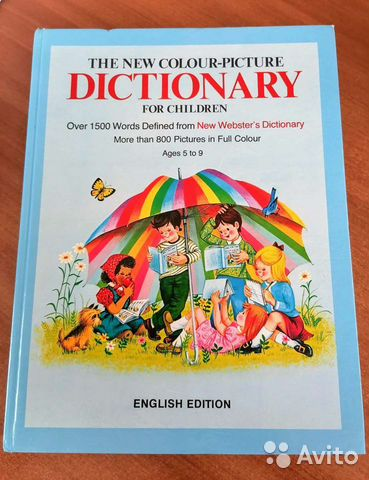 THE NEW COLOUR-PICTURE
DICTIONARY
FOR CHILDREN
Over 1500 Words Defined from New Webster's Dictionary
More than 800 Pictures in Full Colour
Ages 5 to 9
ENGLISH EDITION
Avito